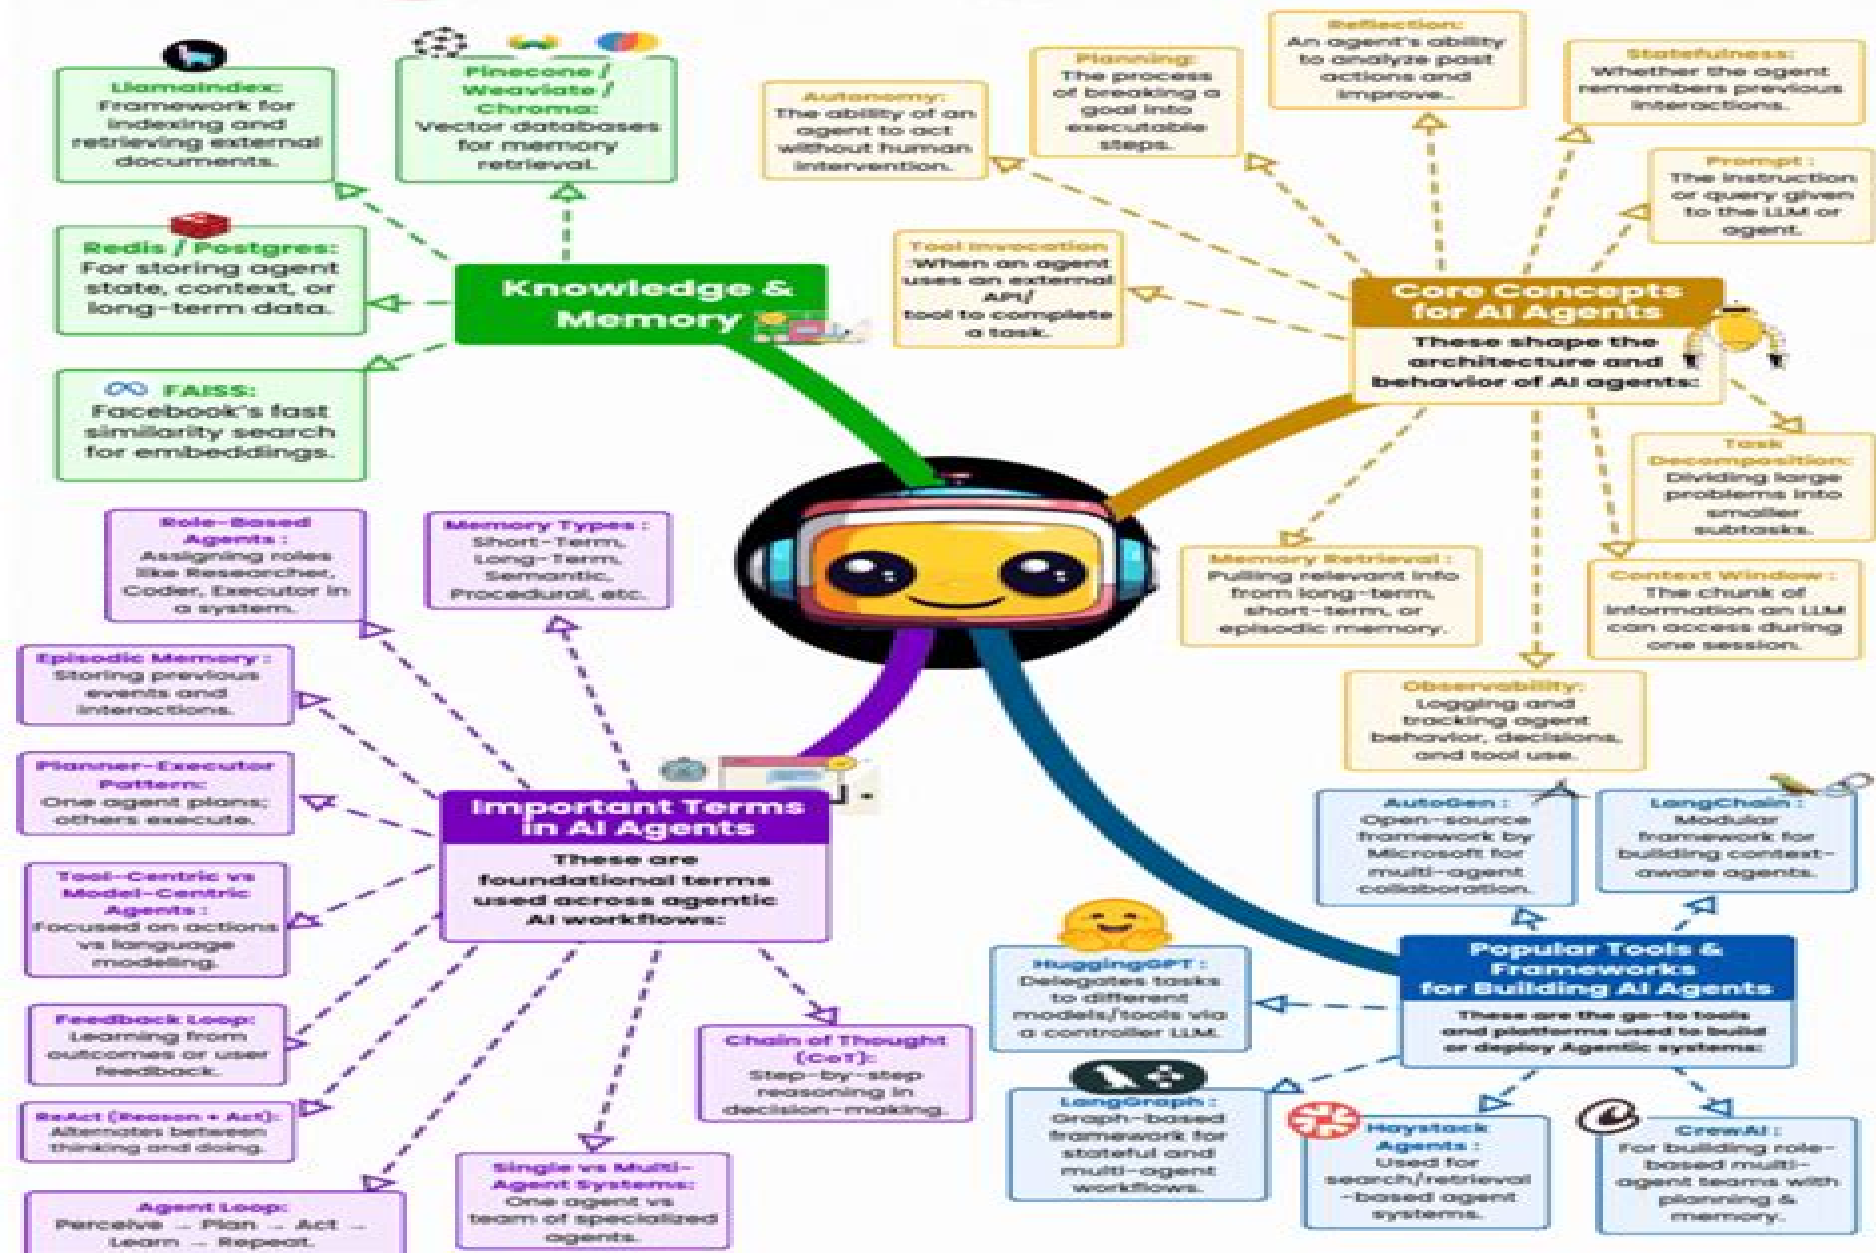 LlamaIndex:
Framework for
indexing and
retrieving external
documents.
Pinecone /
Weaviate /
Chroma:
Vector databases
for memory
retrieval.
Redis / Postgres:
For storing agent
state, context, or
long-term data.
FAISS:
Facebook's fast
similarity search
for embeddings.
Knowledge &
Memory
Autonomy:
The ability of an
agent to act
without human
intervention.
Planning:
The process
of breaking a
goal into
executable
steps.
Reflection:
An agent's ability
to analyze past
actions and
improve..
Statefulness:
Whether the agent
remembers previous
interactions.
Prompt :
The instruction
or query given
to the LLM or
agent.
Tool Invocation
:When an agent
uses an external
API/
tool to complete
a task.
Core Concepts
for AI Agents
These shape the
architecture and
behavior of AI agents:
Task
Decomposition:
Dividing large
problems into
smaller
subtasks.
Memory Retrieval :
Pulling relevant info
from long-term,
short-term, or
episodic memory.
Context Window :
The chunk of
information an LLM
can access during
one session.
Observability:
Logging and
tracking agent
behavior, decisions,
and tool use.
Role-Based
Agents :
Assigning roles
like Researcher,
Coder, Executor in
a system.
Memory Types :
Short-Term,
Long-Term,
Semantic,
Procedural, etc.
Episodic Memory :
Storing previous
events and
interactions.
Planner-Executor
Pattern:
One agent plans;
others execute.
Tool-Centric vs
Model-Centric
Agents :
Focused on actions
vs language
modeling.
Important Terms
in AI Agents
These are
foundational terms
used across agentic
AI workflows:
Feedback Loop:
Learning from
outcomes or user
feedback.
ReAct (Reason + Act):
Alternates between
thinking and doing.
Agent Loop:
Perceive → Plan → Act →
Learn → Repeat.
Single vs Multi-
Agent Systems:
One agent vs
team of specialized
agents.
Chain of Thought
(CoT):
Step-by-step
reasoning in
decision-making.
AutoGen :
Open-source
framework by
Microsoft for
multi-agent
collaboration.
LangChain :
Modular
framework for
building context-
aware agents.
HuggingGPT :
Delegates tasks
to different
models/tools via
a controller LLM.
Popular Tools &
Frameworks
for Building AI Agents
These are the go-to tools
and platforms used to build
or deploy Agentic systems:
LangGraph :
Graph-based
framework for
stateful and
multi-agent
workflows.
Haystack
Agents :
Used for
search/retrieval
-based agent
systems.
CrewAI :
For building role-
based multi-
agent teams with
planning &
memory.